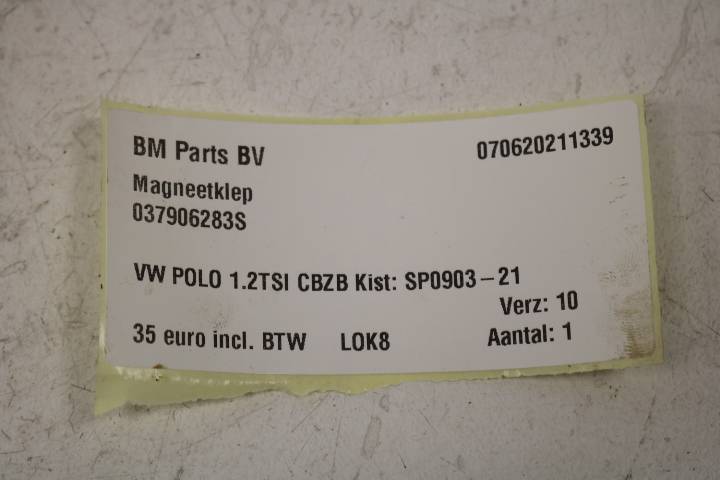 BM Parts BV 070620211339
Magneetklep
037906283S
VW POLO 1.2TSI CBZB Kist: SP0903-21
Verz: 10
35 euro incl. BTW LOK8 Aantal: 1